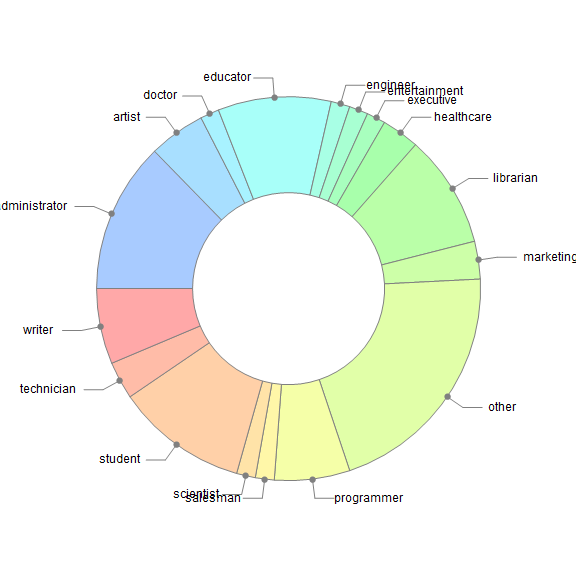 educator
engineer
entertainment
doctor
executive
artist
healthcare
librarian
dministrator
marketing
writer
technician
other
student
scientist
salesman
programmer